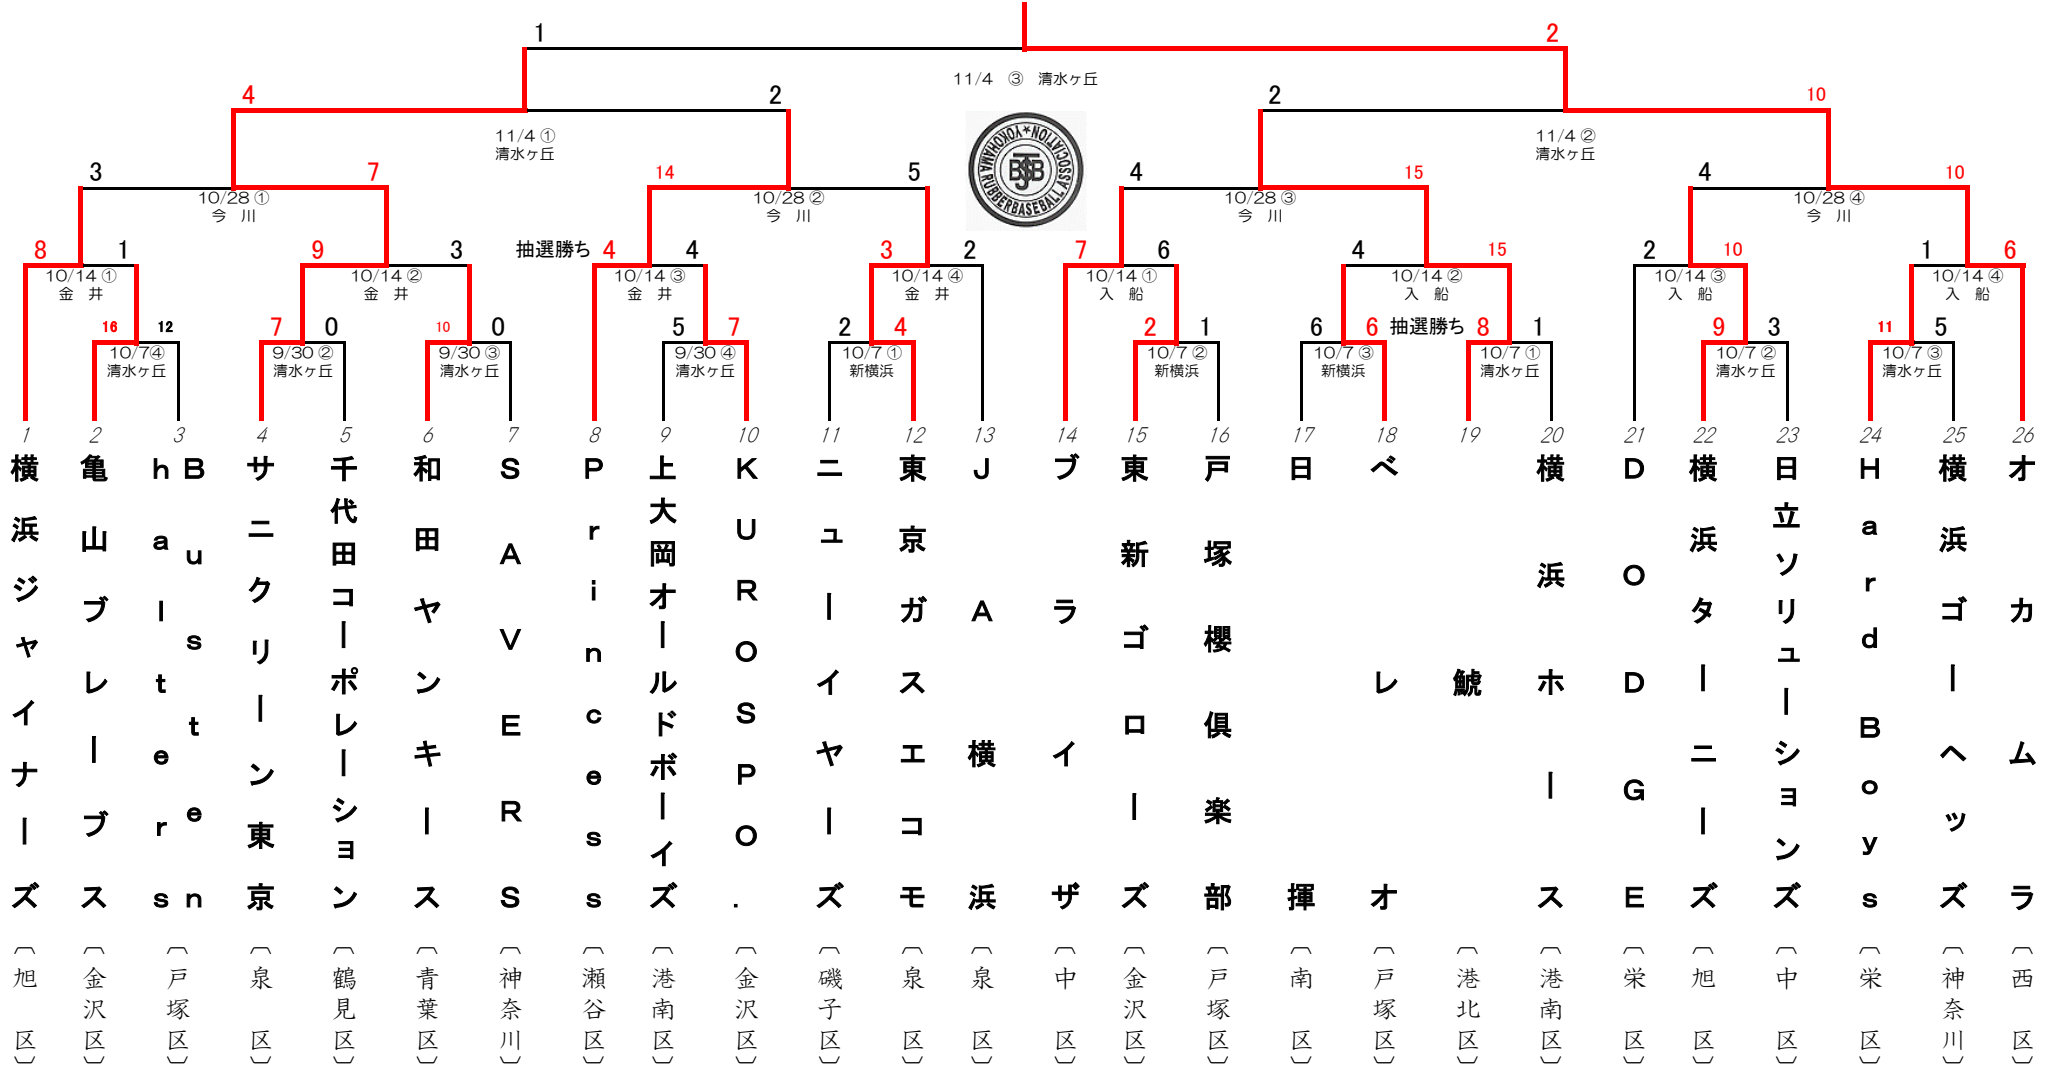 1 2
11/4 ③ 清水ヶ丘
4 2 2 10
11/4 ① 11/4 ②
清水ヶ丘 清水ヶ丘
YOKOHAMA RUBBERBASEBALL ASSOCIATION
3 7 14 5 4 15 4 10
10/28 ① 10/28 ② 10/28 ③ 10/28 ④
今 川 今 川 今 川 今 川
8 1 9 3 抽選勝ち 4 4 3 2 7 6 4 15 2 10 1 6
10/14 ① 10/14 ② 10/14 ③ 10/14 ④ 10/14 ① 10/14 ② 10/14 ③ 10/14 ④
金 井 金 井 金 井 金 井 入 船 入 船 入 船 入 船
16 12 7 0 10 0 5 7 2 4 2 1 6 6 抽選勝ち 8 1 9 3 11 5
10/7④ 9/30 ② 9/30 ③ 9/30 ④ 10/7 ① 10/7 ② 10/7 ③ 10/7 ① 10/7 ② 10/7 ③
清水ヶ丘 清水ヶ丘 清水ヶ丘 清水ヶ丘 新横浜 新横浜 新横浜 清水ヶ丘 清水ヶ丘 清水ヶ丘
1 2 3 4 5 6 7 8 9 10 11 12 13 14 15 16 17 18 19 20 21 22 23 24 25 26
横浜ジャイナーズ
〔旭 区〕
亀山ブレーブス
〔金沢区〕
Busten
halters
〔戸塚区〕
サニクリーン東京
〔泉 区〕
千代田コーポレーション
〔鶴見区〕
和田ヤンキース
〔青葉区〕
SAVERS
〔神奈川〕
Princess
〔瀬谷区〕
上大岡オールドボーイズ
〔港南区〕
KUROSPO.
〔金沢区〕
ニューイヤーズ
〔磯子区〕
東京ガスエコモ
〔泉 区〕
JA横浜
〔泉 区〕
ブライザ
〔中 区〕
東新ゴローズ
〔金沢区〕
戸塚櫻倶楽部
〔戸塚区〕
日揮
〔南 区〕
ベレオ
〔戸塚区〕
鯱
〔港北区〕
横浜ホース
〔港南区〕
DODGE
〔栄 区〕
横浜ターニーズ
〔旭 区〕
日立ソリューションズ
〔中 区〕
Hard Boys
〔栄 区〕
横浜ゴーヘッズ
〔神奈川〕
オカムラ
〔西 区〕